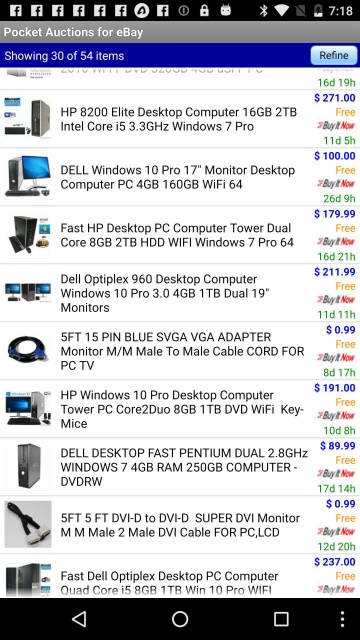 7:18
Pocket Auctions for eBay
Showing 30 of 54 items
Refine
16d 19h
HP 8200 Elite Desktop Computer 16GB 2TB
Intel Core i5 3.3GHz Windows 7 Pro
$ 271.00
Free
Buy It Now
11d 5h
DELL Windows 10 Pro 17" Monitor Desktop
Computer PC 4GB 160GB WiFi 64
$ 100.00
Free
Buy It Now
26d 9h
Fast HP Desktop PC Computer Tower Dual
Core 8GB 2TB HDD WIFI Windows 7 Pro 64
$ 179.99
Free
Buy It Now
16d 21h
Dell Optiplex 960 Desktop Computer
Windows 10 Pro 3.0 4GB 1TB Dual 19"
Monitors
$ 211.99
Free
Buy It Now
11d 11h
5FT 15 PIN BLUE SVGA VGA ADAPTER
Monitor M/M Male To Male Cable CORD FOR
PC TV
$ 0.99
Free
Buy It Now
8d 17h
HP Windows 10 Pro Desktop Computer
Tower PC Core2Duo 8GB 1TB DVD WiFi Key-
Mice
$ 191.00
Free
Buy It Now
10d 8h
DELL DESKTOP FAST PENTIUM DUAL 2.8GHz
WINDOWS 7 4GB RAM 250GB COMPUTER -
DVDRW
$ 89.99
Free
Buy It Now
17d 14h
5FT 5 FT DVI-D to DVI-D SUPER DVI Monitor
M M Male 2 Male DVI Cable FOR PC,LCD
$ 0.99
Free
Buy It Now
12d 20h
Fast Dell Optiplex Desktop PC Computer
Quad Core i5 8GB 1TB Win 10 Pro WIFI
$ 237.00
Free
Buy It Now